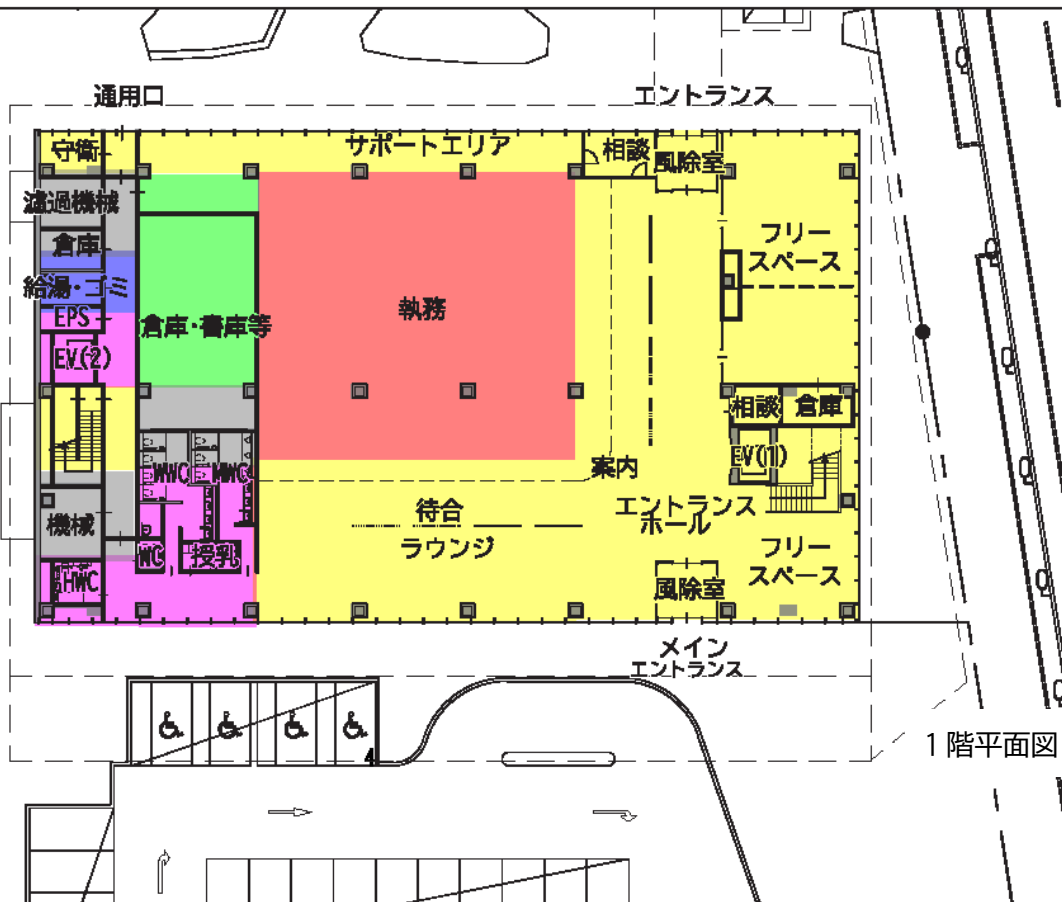 通用口
エントランス
守衛
サポートエリア
相談
風除室
濾過機械
倉庫
フリー
スペース
給湯・ゴミ
EPS
倉庫・書庫等
執務
EV(2)
相談
倉庫
EV(1)
WWC
MWC
案内
待合
ラウンジ
エントランス
ホール
機械
WC
授乳
フリー
スペース
HWC
風除室
メイン
エントランス
4
1階平面図